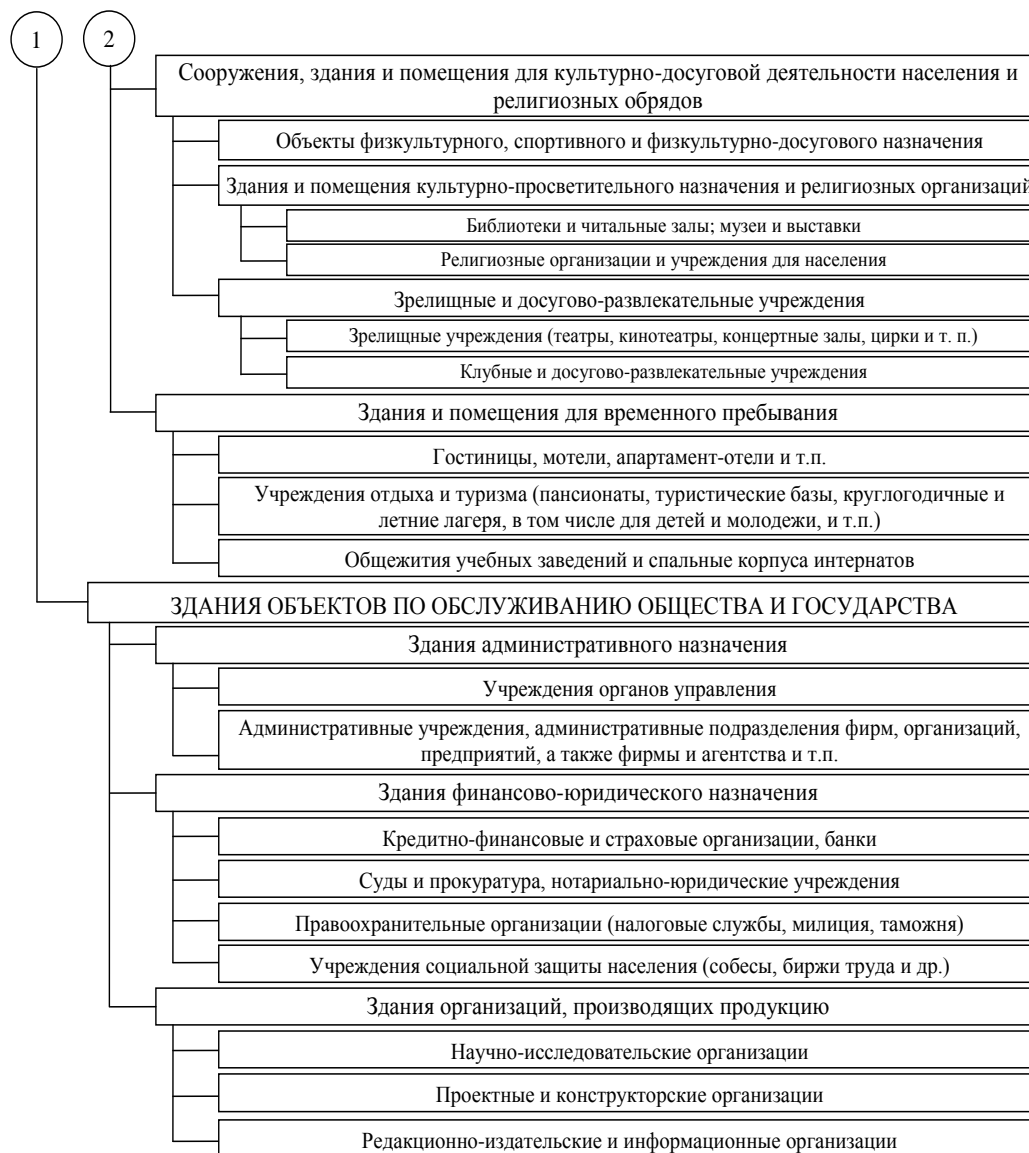 1 2
Сооружения, здания и помещения для культурно-досуговой деятельности населения и
религиозных обрядов
Объекты физкультурного, спортивного и физкультурно-досугового назначения
Здания и помещения культурно-просветительного назначения и религиозных организаций
Библиотеки и читальные залы; музеи и выставки
Религиозные организации и учреждения для населения
Зрелищные и досугово-развлекательные учреждения
Зрелищные учреждения (театры, кинотеатры, концертные залы, цирки и т. п.)
Клубные и досугово-развлекательные учреждения
Здания и помещения для временного пребывания
Гостиницы, мотели, апартамент-отели и т.п.
Учреждения отдыха и туризма (пансионаты, туристические базы, круглогодичные и
летние лагеря, в том числе для детей и молодежи, и т.п.)
Общежития учебных заведений и спальные корпуса интернатов
ЗДАНИЯ ОБЪЕКТОВ ПО ОБСЛУЖИВАНИЮ ОБЩЕСТВА И ГОСУДАРСТВА
Здания административного назначения
Учреждения органов управления
Административные учреждения, административные подразделения фирм, организаций,
предприятий, а также фирмы и агентства и т.п.
Здания финансово-юридического назначения
Кредитно-финансовые и страховые организации, банки
Суды и прокуратура, нотариально-юридические учреждения
Правоохранительные организации (налоговые службы, милиция, таможня)
Учреждения социальной защиты населения (собесы, биржи труда и др.)
Здания организаций, производящих продукцию
Научно-исследовательские организации
Проектные и конструкторские организации
Редакционно-издательские и информационные организации